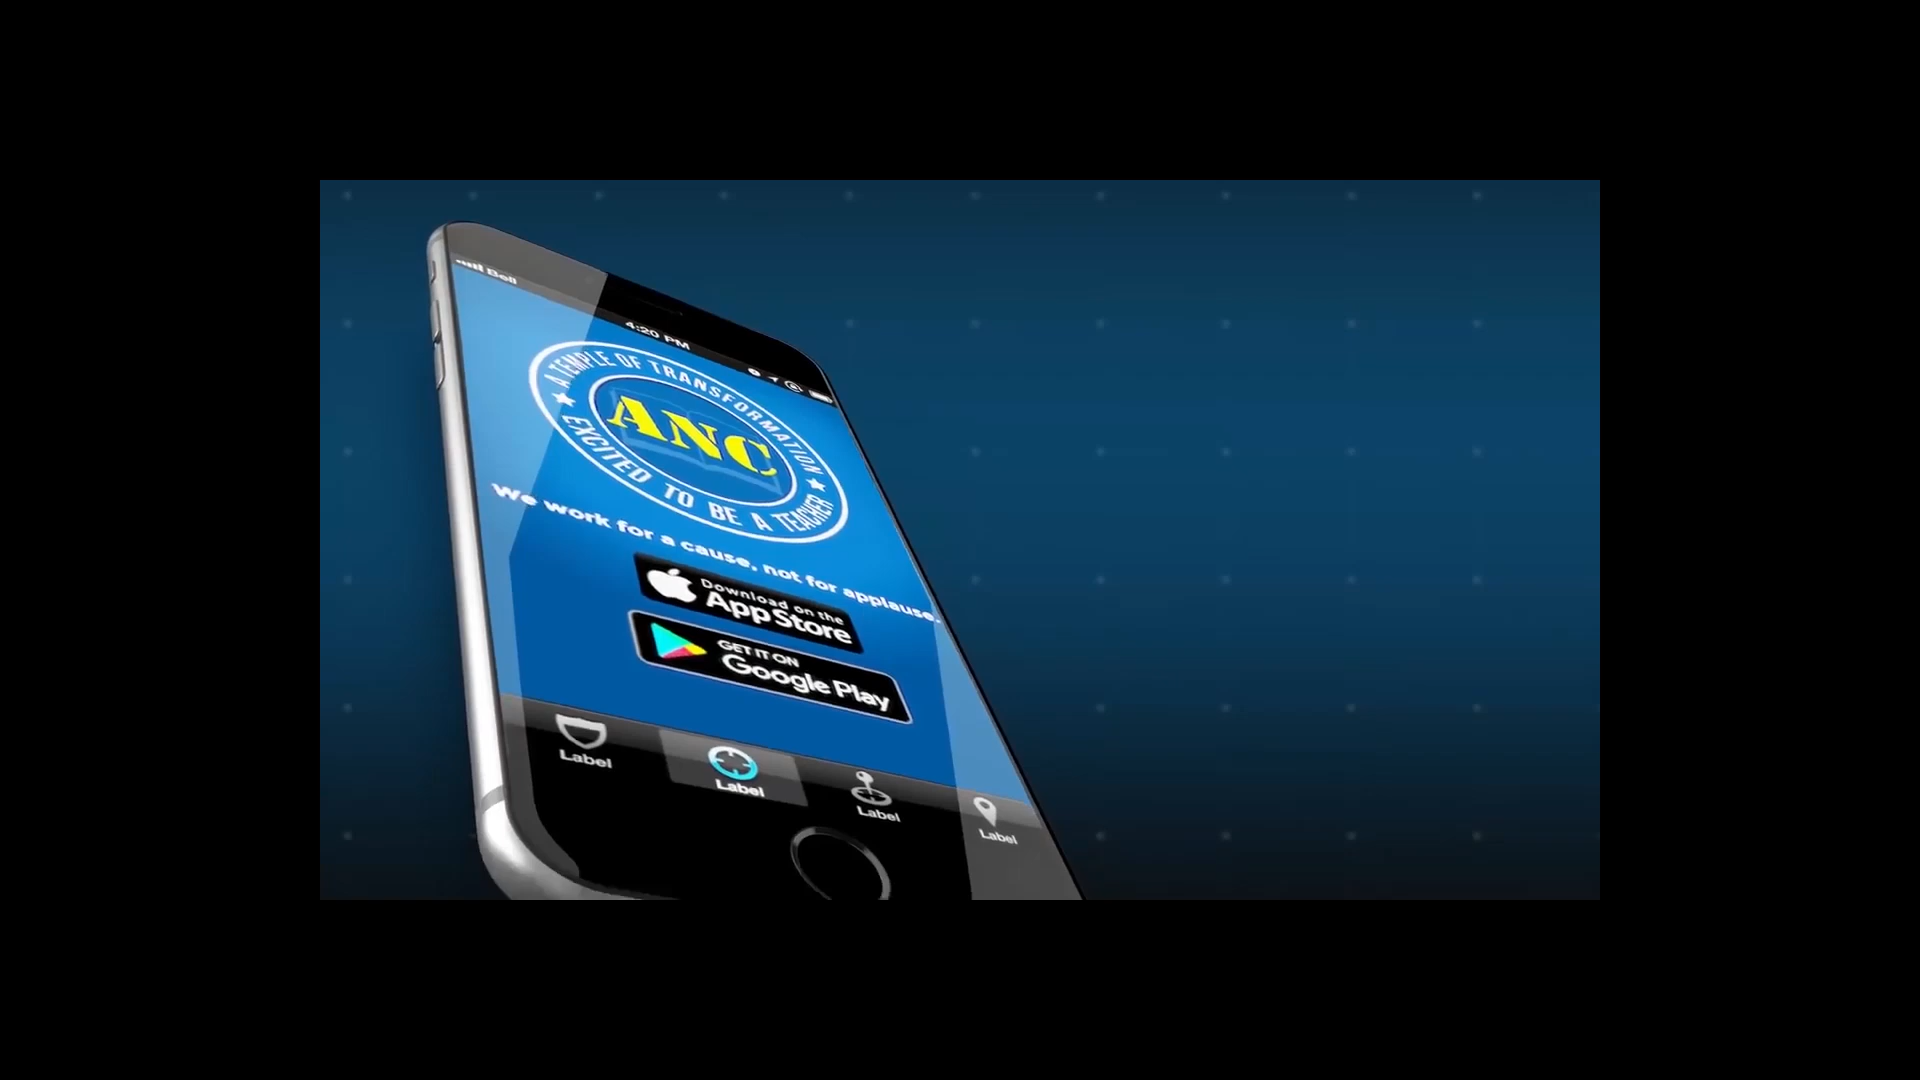 Bell
4:20 PM
A TEMPLE OF TRANSFORMATION
ANC
EXCITED TO BE A TEACHER
We work for a cause, not for applause.
Download on the
App Store
GET IT ON
Google Play
Label
Label
Label
Label